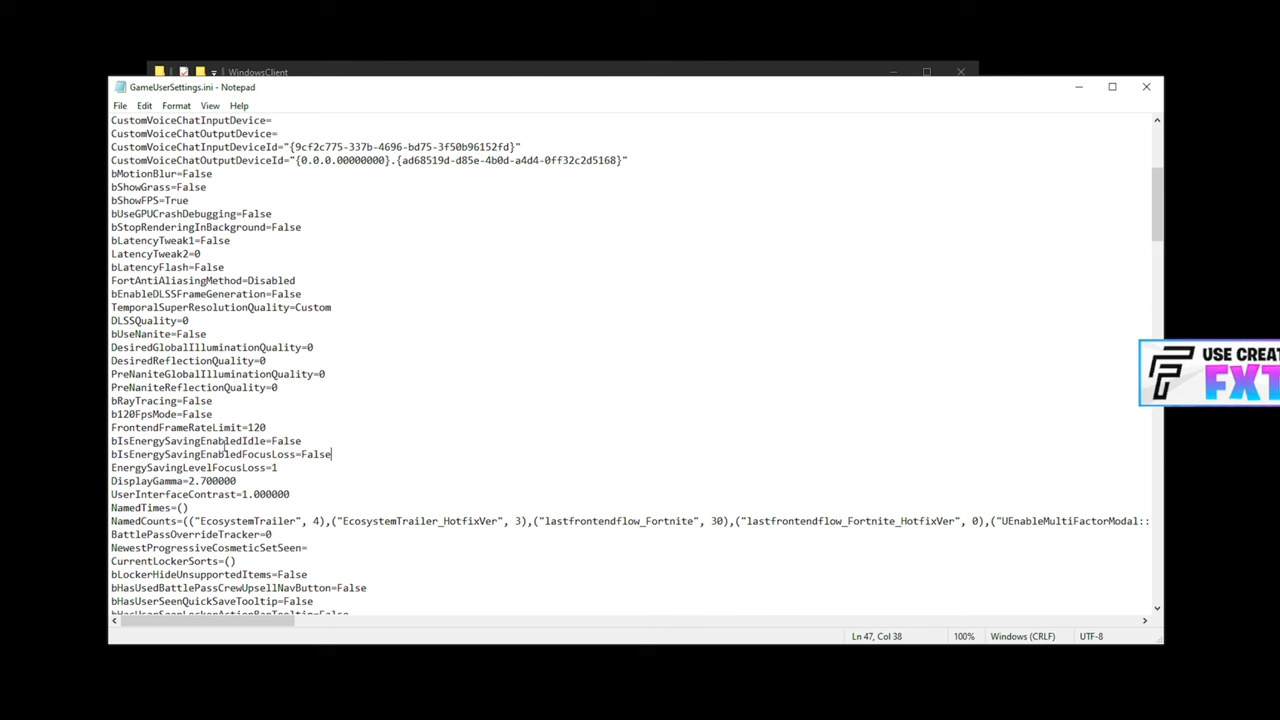 WindowsClient
GameUserSettings.ini - Notepad
File Edit Format View Help
CustomVoiceChatInputDevice=
CustomVoiceChatOutputDevice=
CustomVoiceChatInputDeviceId="{9cf2c775-337b-4696-bd75-3f50b96152fd}"
CustomVoiceChatOutputDeviceId="{0.0.0.00000000}.{ad68519d-d85e-4b0d-a4d4-0ff32c2d5168}"
bMotionBlur=False
bShowGrass=False
bShowFPS=True
bUseGPUCrashDebugging=False
bStopRenderingInBackground=False
bLatencyTweak1=False
LatencyTweak2=0
bLatencyFlash=False
FortAntiAliasingMethod=Disabled
bEnableDLSSFrameGeneration=False
TemporalSuperResolutionQuality=Custom
DLSSQuality=0
bUseNanite=False
DesiredGlobalIlluminationQuality=0
DesiredReflectionQuality=0
PreNaniteGlobalIlluminationQuality=0
PreNaniteReflectionQuality=0
bRayTracing=False
b120FpsMode=False
FrontendFrameRateLimit=120
bIsEnergySavingEnabledIdle=False
bIsEnergySavingEnabledFocusLoss=False
EnergySavingLevelFocusLoss=1
DisplayGamma=2.700000
UserInterfaceContrast=1.000000
NamedTimes=()
NamedCounts=(("EcosystemTrailer", 4),("EcosystemTrailer_HotfixVer", 3),("lastfrontendflow_Fortnite", 30),("lastfrontendflow_Fortnite_HotfixVer", 0),("UEnableMultiFactorModal::
BattlePassOverrideTracker=0
NewestProgressiveCosmeticSetSeen=
CurrentLockerSorts=()
bLockerHideUnsupportedItems=False
bHasUsedBattlePassCrewUpsellNavButton=False
bHasUserSeenQuickSaveTooltip=False
bHasUserSeenLockerActionBarTooltip=False
Ln 47, Col 38 100% Windows (CRLF) UTF-8
USE CREAT
FXT